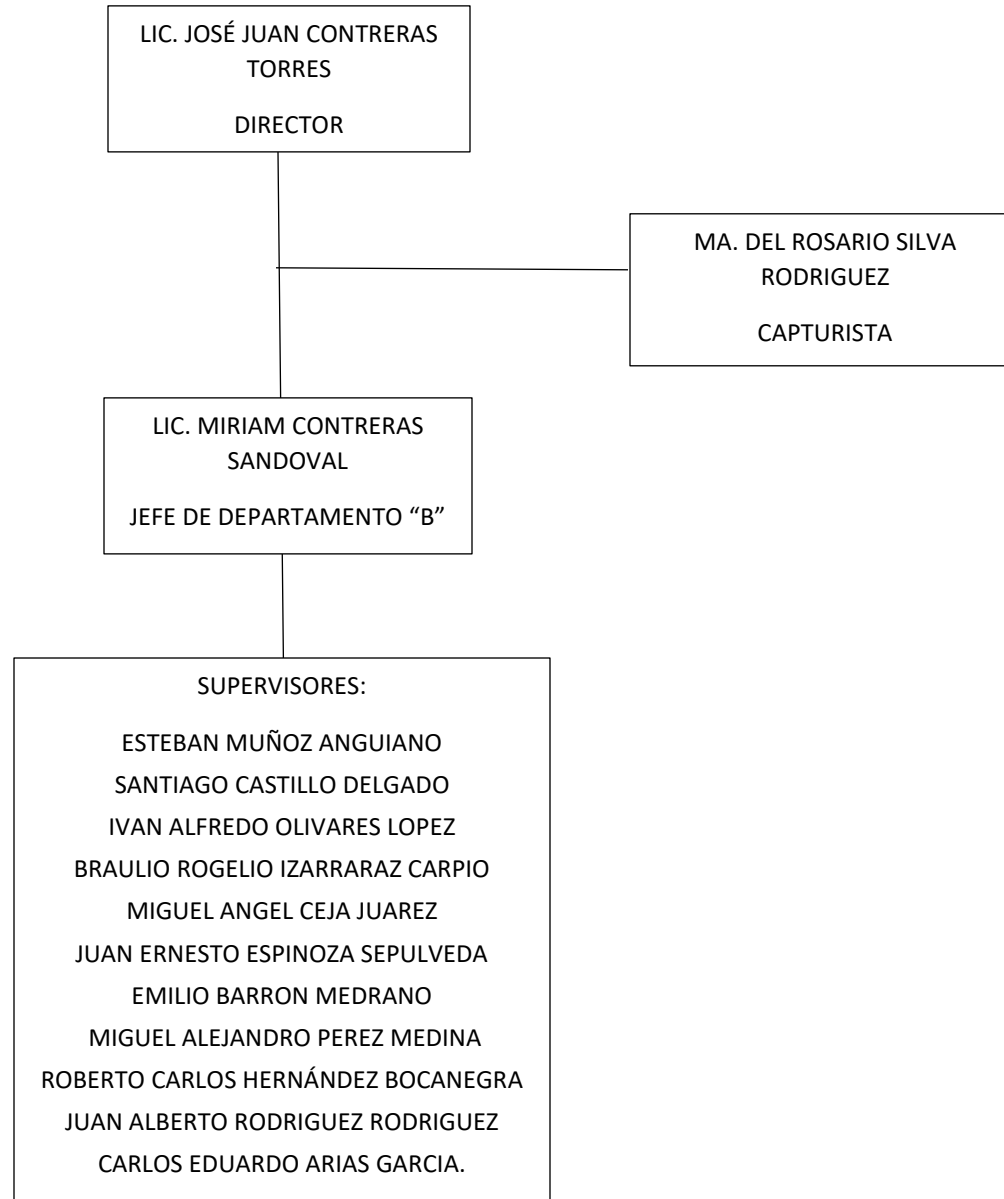 LIC. JOSÉ JUAN CONTRERAS
TORRES
DIRECTOR
MA. DEL ROSARIO SILVA
RODRIGUEZ
CAPTURISTA
LIC. MIRIAM CONTRERAS
SANDOVAL
JEFE DE DEPARTAMENTO “B”
SUPERVISORES:
ESTEBAN MUÑOZ ANGUIANO
SANTIAGO CASTILLO DELGADO
IVAN ALFREDO OLIVARES LOPEZ
BRAULIO ROGELIO IZARRARAZ CARPIO
MIGUEL ANGEL CEJA JUAREZ
JUAN ERNESTO ESPINOZA SEPULVEDA
EMILIO BARRON MEDRANO
MIGUEL ALEJANDRO PEREZ MEDINA
ROBERTO CARLOS HERNÁNDEZ BOCANEGRA
JUAN ALBERTO RODRIGUEZ RODRIGUEZ
CARLOS EDUARDO ARIAS GARCIA.